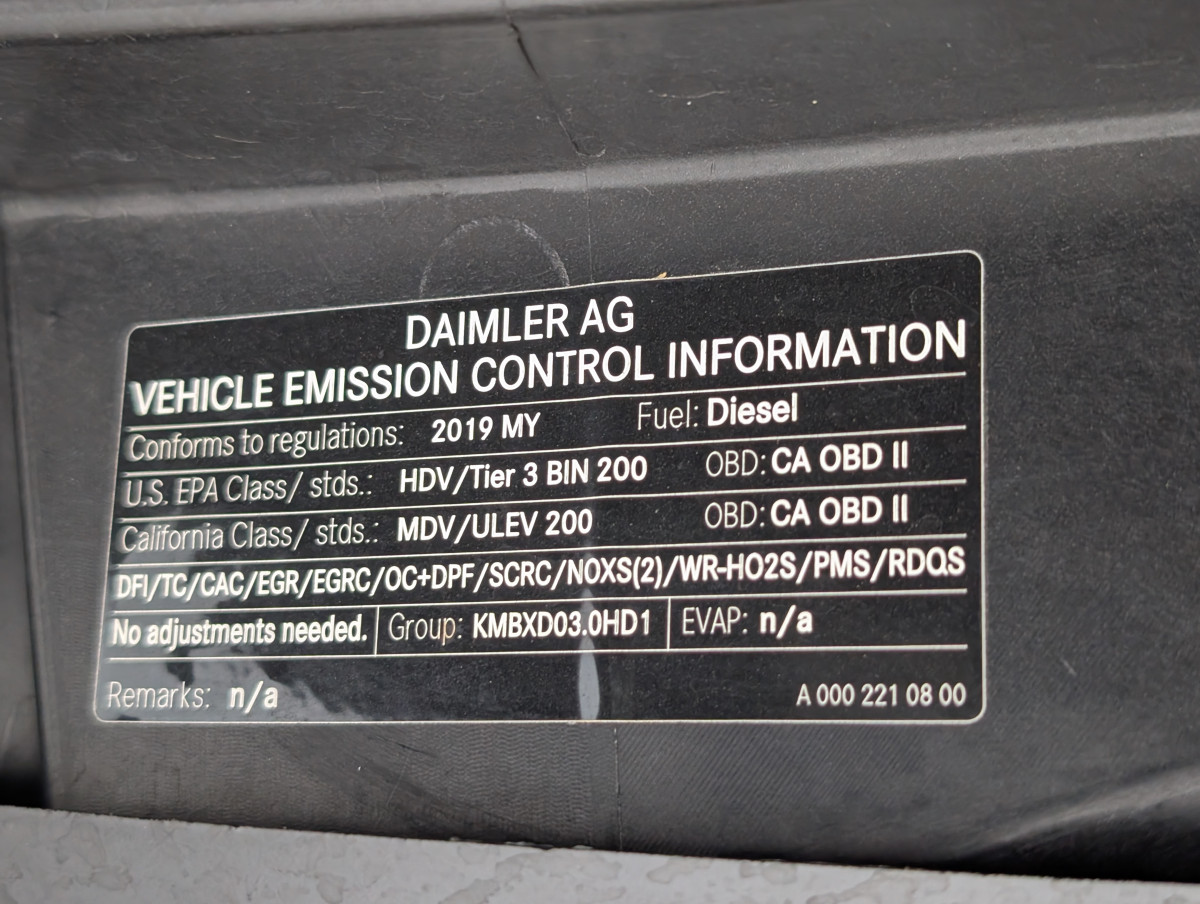 DAIMLER AG
VEHICLE EMISSION CONTROL INFORMATION
Conforms to regulations: 2019 MY Fuel: Diesel
U.S. EPA Class/ stds.: HDV/Tier 3 BIN 200 OBD: CA OBD II
California Class/ stds.: MDV/ULEV 200 OBD: CA OBD II
DFI/TC/CAC/EGR/EGRC/OC+DPF/SCRC/NOXS(2)/WR-HO2S/PMS/RDQS
No adjustments needed. Group: KMBXD03.0HD1 EVAP: n/a
Remarks: n/a A 000 221 08 00